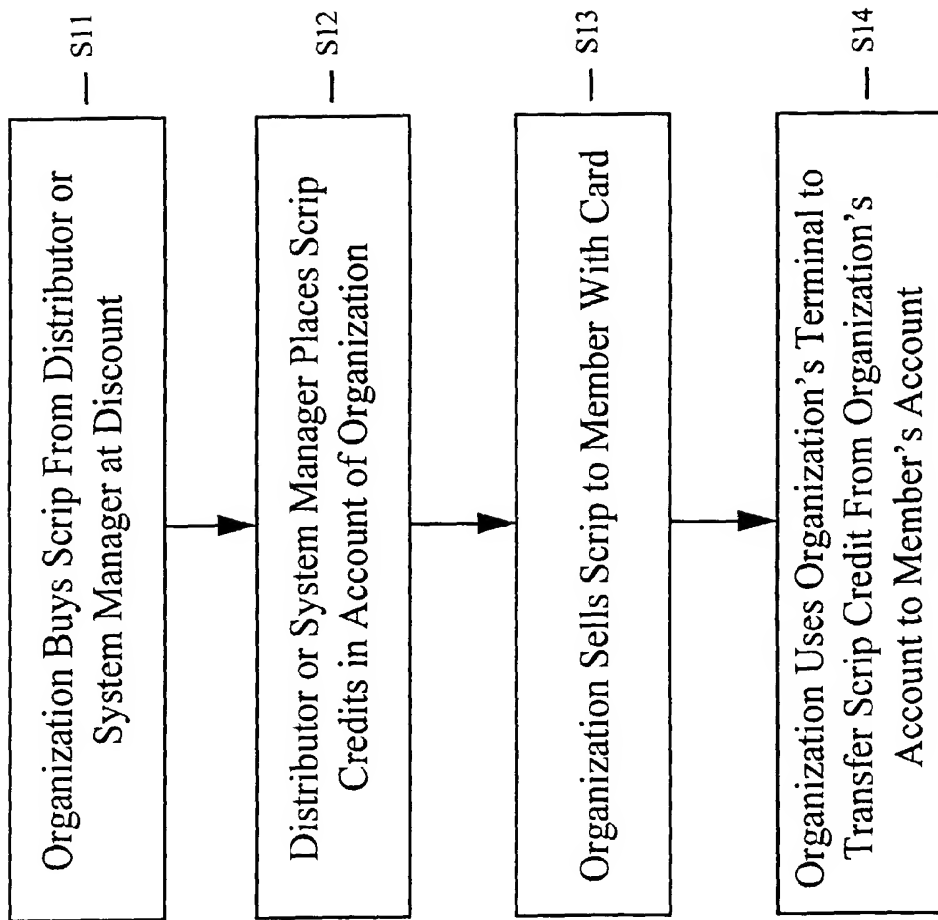 Organization Buys Scrip From Distributor or
System Manager at Discount
— S11
Distributor or System Manager Places Scrip
Credits in Account of Organization
— S12
Organization Sells Scrip to Member With Card
— S13
Organization Uses Organization's Terminal to
Transfer Scrip Credit From Organization's
Account to Member's Account
— S14